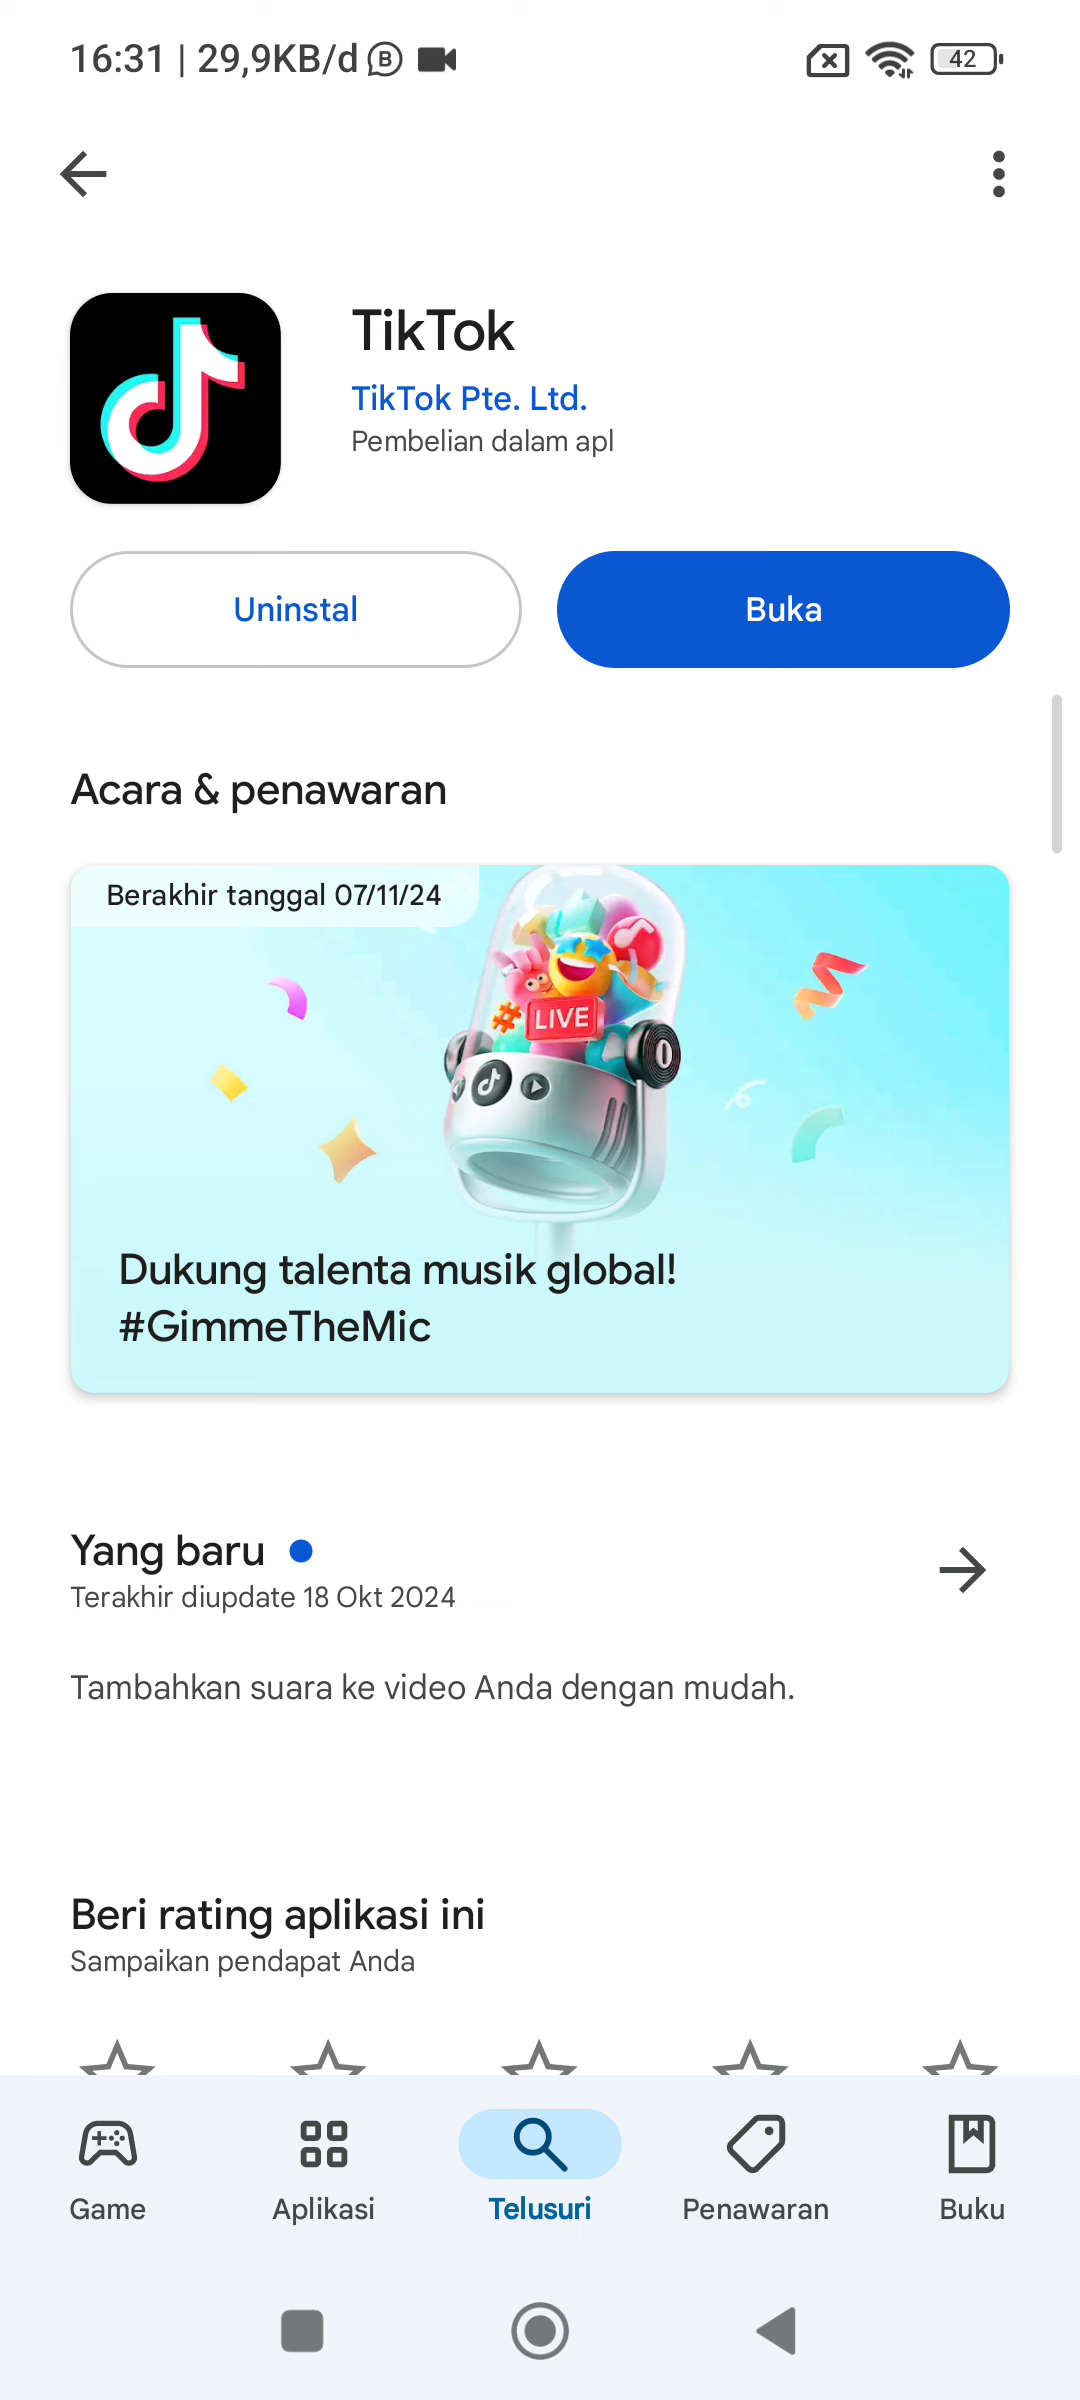 16:31 | 29,9KB/d
42
TikTok
TikTok Pte. Ltd.
Pembelian dalam apl
Uninstal
Buka
Acara & penawaran
Berakhir tanggal 07/11/24
# LIVE
Dukung talenta musik global!
#GimmeTheMic
Yang baru
Terakhir diupdate 18 Okt 2024
Tambahkan suara ke video Anda dengan mudah.
Beri rating aplikasi ini
Sampaikan pendapat Anda
Game
Aplikasi
Telusuri
Penawaran
Buku